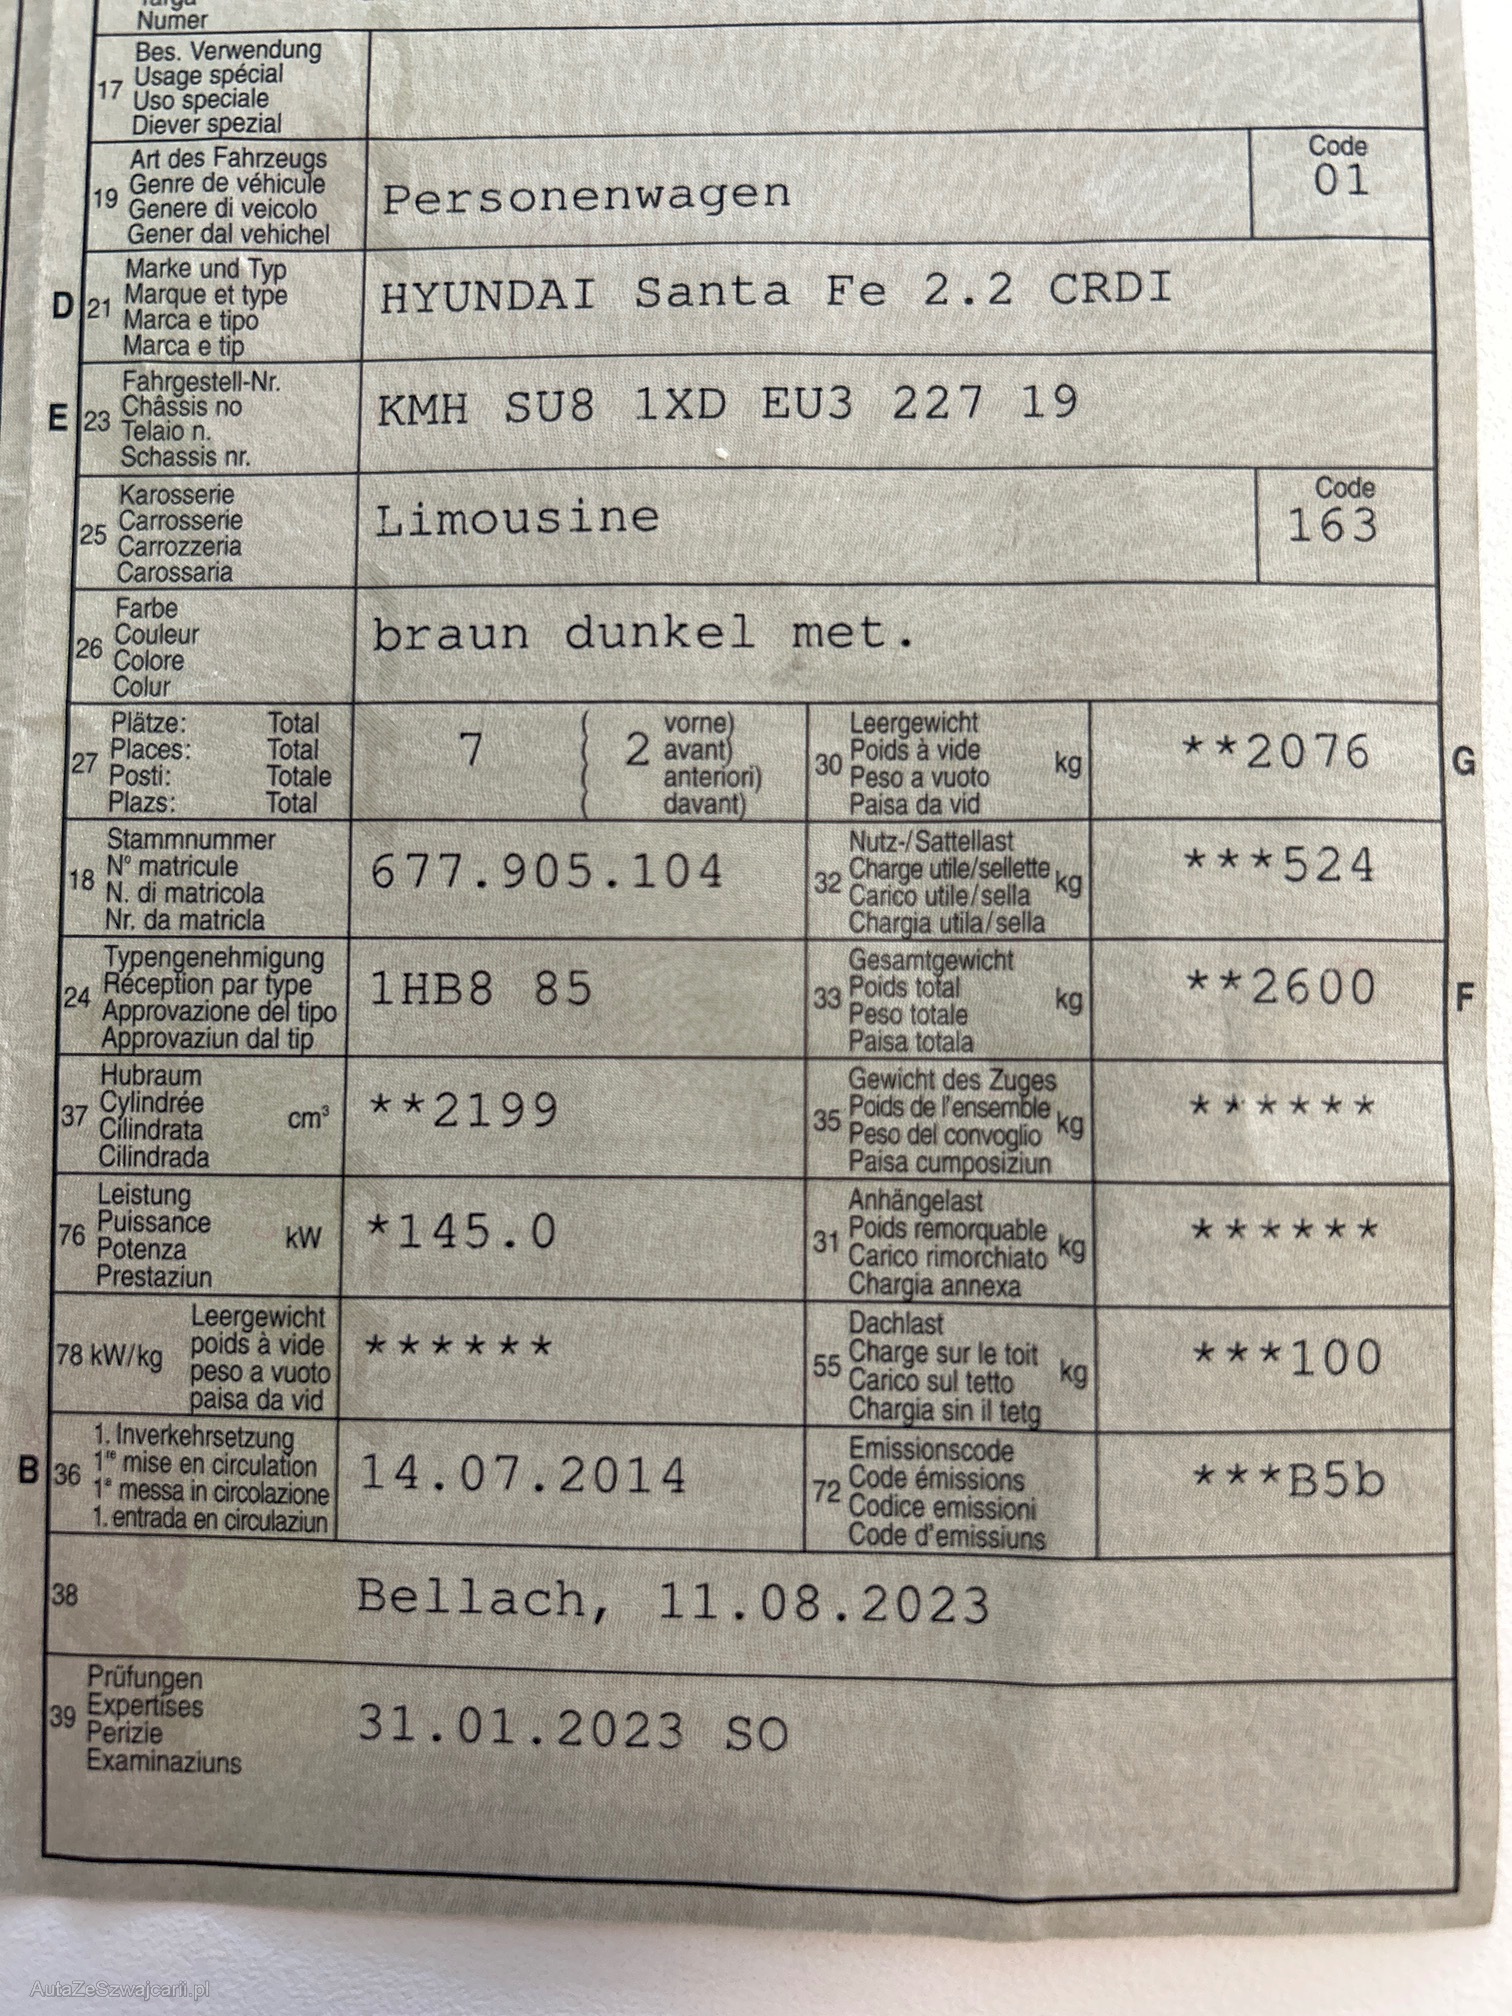 Numer
17 Bes. Verwendung
Usage spécial
Uso speciale
Diever spezial
19 Art des Fahrzeugs
Genre de véhicule
Genere di veicolo
Gener dal vehichel
Personenwagen
Code
01
D 21 Marke und Typ
Marque et type
Marca e tipo
Marca e tip
HYUNDAI Santa Fe 2.2 CRDI
E 23 Fahrgestell-Nr.
Châssis no
Telaio n.
Schassis nr.
KMH SU8 1XD EU3 227 19
25 Karosserie
Carrosserie
Carrozzeria
Carossaria
Limousine
Code
163
26 Farbe
Couleur
Colore
Colur
braun dunkel met.
27 Plätze: Total
Places: Total
Posti: Totale
Plazs: Total
7
( 2 vorne)
( avant)
( anteriori)
( davant)
30 Leergewicht
Poids à vide
Peso a vuoto
Paisa da vid
kg
**2076
G
18 Stammnummer
N° matricule
N. di matricola
Nr. da matricla
677.905.104
32 Nutz-/Sattellast
Charge utile/sellette
Carico utile/sella
Chargia utila/sella
kg
***524
24 Typengenehmigung
Réception par type
Approvazione del tipo
Approvaziun dal tip
1HB8 85
33 Gesamtgewicht
Poids total
Peso totale
Paisa totala
kg
**2600
F
37 Hubraum
Cylindrée
Cilindrata
Cilindrada
cm³
**2199
35 Gewicht des Zuges
Poids de l'ensemble
Peso del convoglio
Paisa cumposiziun
kg
******
76 Leistung
Puissance
Potenza
Prestaziun
kW
*145.0
31 Anhängelast
Poids remorquable
Carico rimorchiato
Chargia annexa
kg
******
78 kW/kg
Leergewicht
poids à vide
peso a vuoto
paisa da vid
******
55 Dachlast
Charge sur le toit
Carico sul tetto
Chargia sin il tetg
kg
***100
B 36 1. Inverkehrsetzung
1re mise en circulation
1a messa in circolazione
1. entrada en circulaziun
14.07.2014
72 Emissionscode
Code émissions
Codice emissioni
Code d'emissiuns
***B5b
38
Bellach, 11.08.2023
39 Prüfungen
Expertises
Perizie
Examinaziuns
31.01.2023 SO
AutaZeSzwajcarii.pl